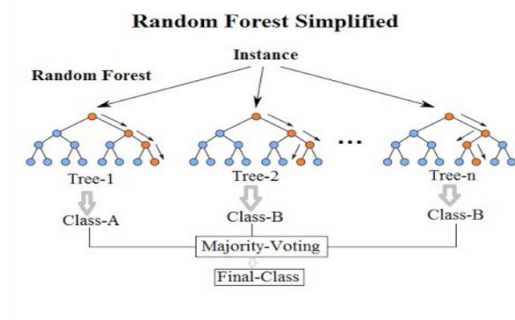 Random Forest Simplified
Instance
Random Forest
...
Tree-1
Tree-2
Tree-n
Class-A
Class-B
Class-B
Majority-Voting
Final-Class